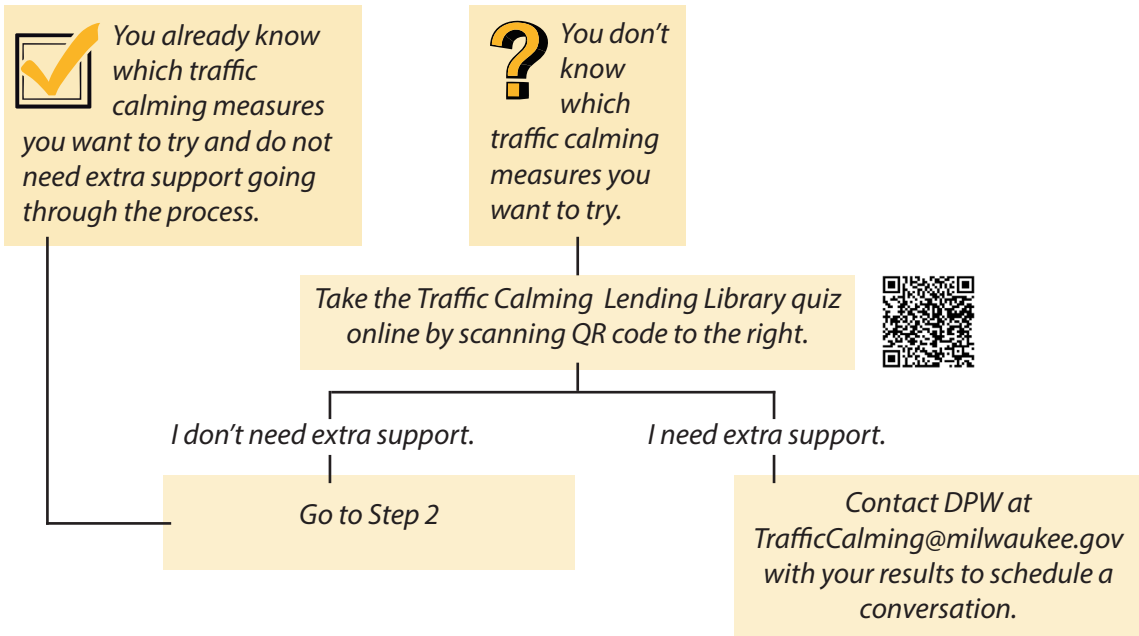 You already know
which traffic
calming measures
you want to try and do not
need extra support going
through the process.
You don't
know
which
traffic calming
measures you
want to try.
Take the Traffic Calming Lending Library quiz
online by scanning QR code to the right.
I don't need extra support.
I need extra support.
Go to Step 2
Contact DPW at
TrafficCalming@milwaukee.gov
with your results to schedule a
conversation.